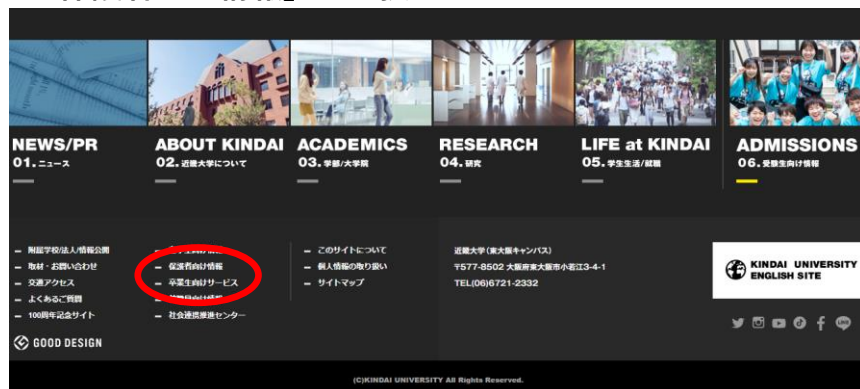 NEWS/PR
01.ニュース
ABOUT KINDAI
02.近畿大学について
ACADEMICS
03.学部/大学院
RESEARCH
04.研究
LIFE at KINDAI
05.学生生活/就職
ADMISSIONS
06.受験生向け情報
附属学校/法人/情報公開
取材・お問い合わせ
交通アクセス
よくあるご質問
100周年記念サイト
GOOD DESIGN
保護者向け情報
卒業生向けサービス
社会連携推進センター
このサイトについて
個人情報の取り扱い
サイトマップ
近畿大学(東大阪キャンパス)
〒577-8502 大阪府東大阪市小若江3-4-1
TEL(06)6721-2332
KINDAI UNIVERSITY
ENGLISH SITE
(C)KINDAI UNIVERSITY All Rights Reserved.